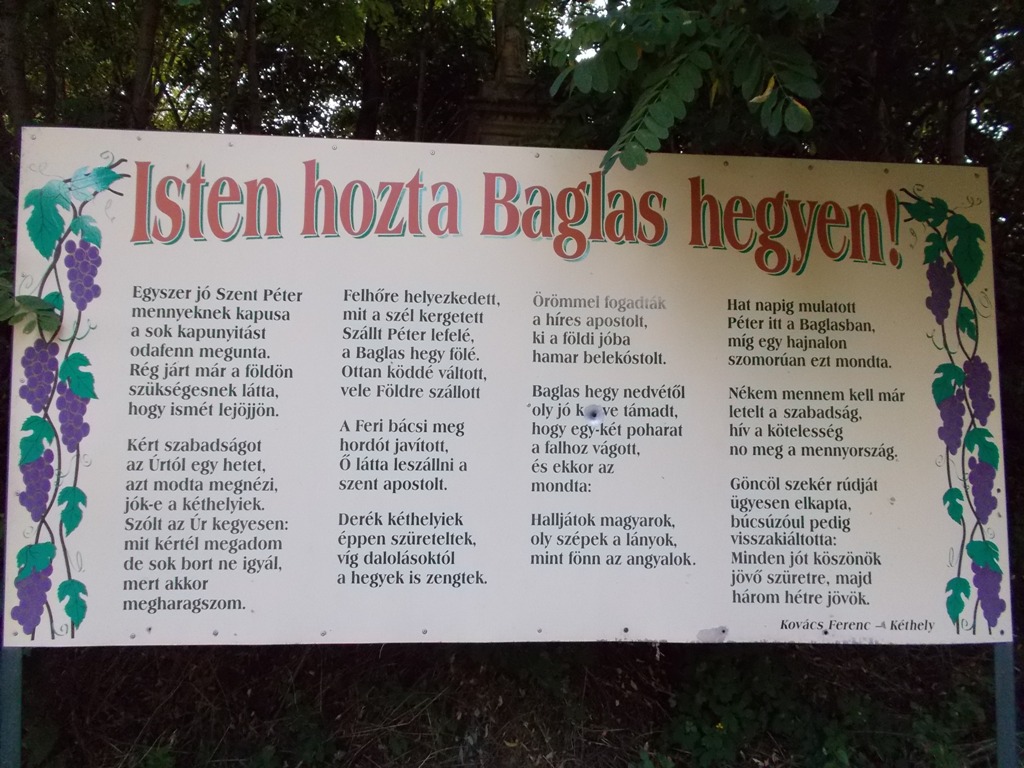 Isten hozta Baglas hegyen!
Egyszer jó Szent Péter
mennyeknek kapusa
a sok kapunyitást
odafenn megunta.
Rég járt már a földön
szükségesnek látta,
hogy ismét lejöjjön.
Kért szabadságot
az Úrtól egy hetet,
azt modta megnézi,
jók-e a kéthelyiek.
Szólt az Úr kegyesen:
mit kértél megadom
de sok bort ne igyál,
mert akkor
megharagszom.
Felhőre helyezkedett,
mit a szél kergetett
Szállt Péter lefelé,
a Baglas hegy fölé.
Ottan köddé váltott,
vele Földre szállott
A Feri bácsi meg
hordót javított,
Ő látta leszállni a
szent apostolt.
Derék kéthelyiek
éppen szüreteltek,
víg dalolásoktól
a hegyek is zengtek.
Örömmel fogadták
a híres apostolt,
ki a földi jóba
hamar belekóstolt.
Baglas hegy nedvétől
oly jó támadt,
hogy egy-két poharat
a falhoz vágott,
és ekkor az
mondta:
Halljátok magyarok,
oly szépek a lányok,
mint fönn az angyalok.
Hat napig mulatott
Péter itt a Baglasban,
míg egy hajnalon
szomorúan ezt mondta.
Nékem mennem kell már
letelt a szabadság,
hív a kötelesség
no meg a mennyország.
Göncöl szekér rúdját
ügyesen elkapta,
búcsúzóul pedig
visszakiáltotta:
Minden jót köszönök
jövő szüretre, majd
három hétre jövök.
Kovács Ferenc – Kéthely